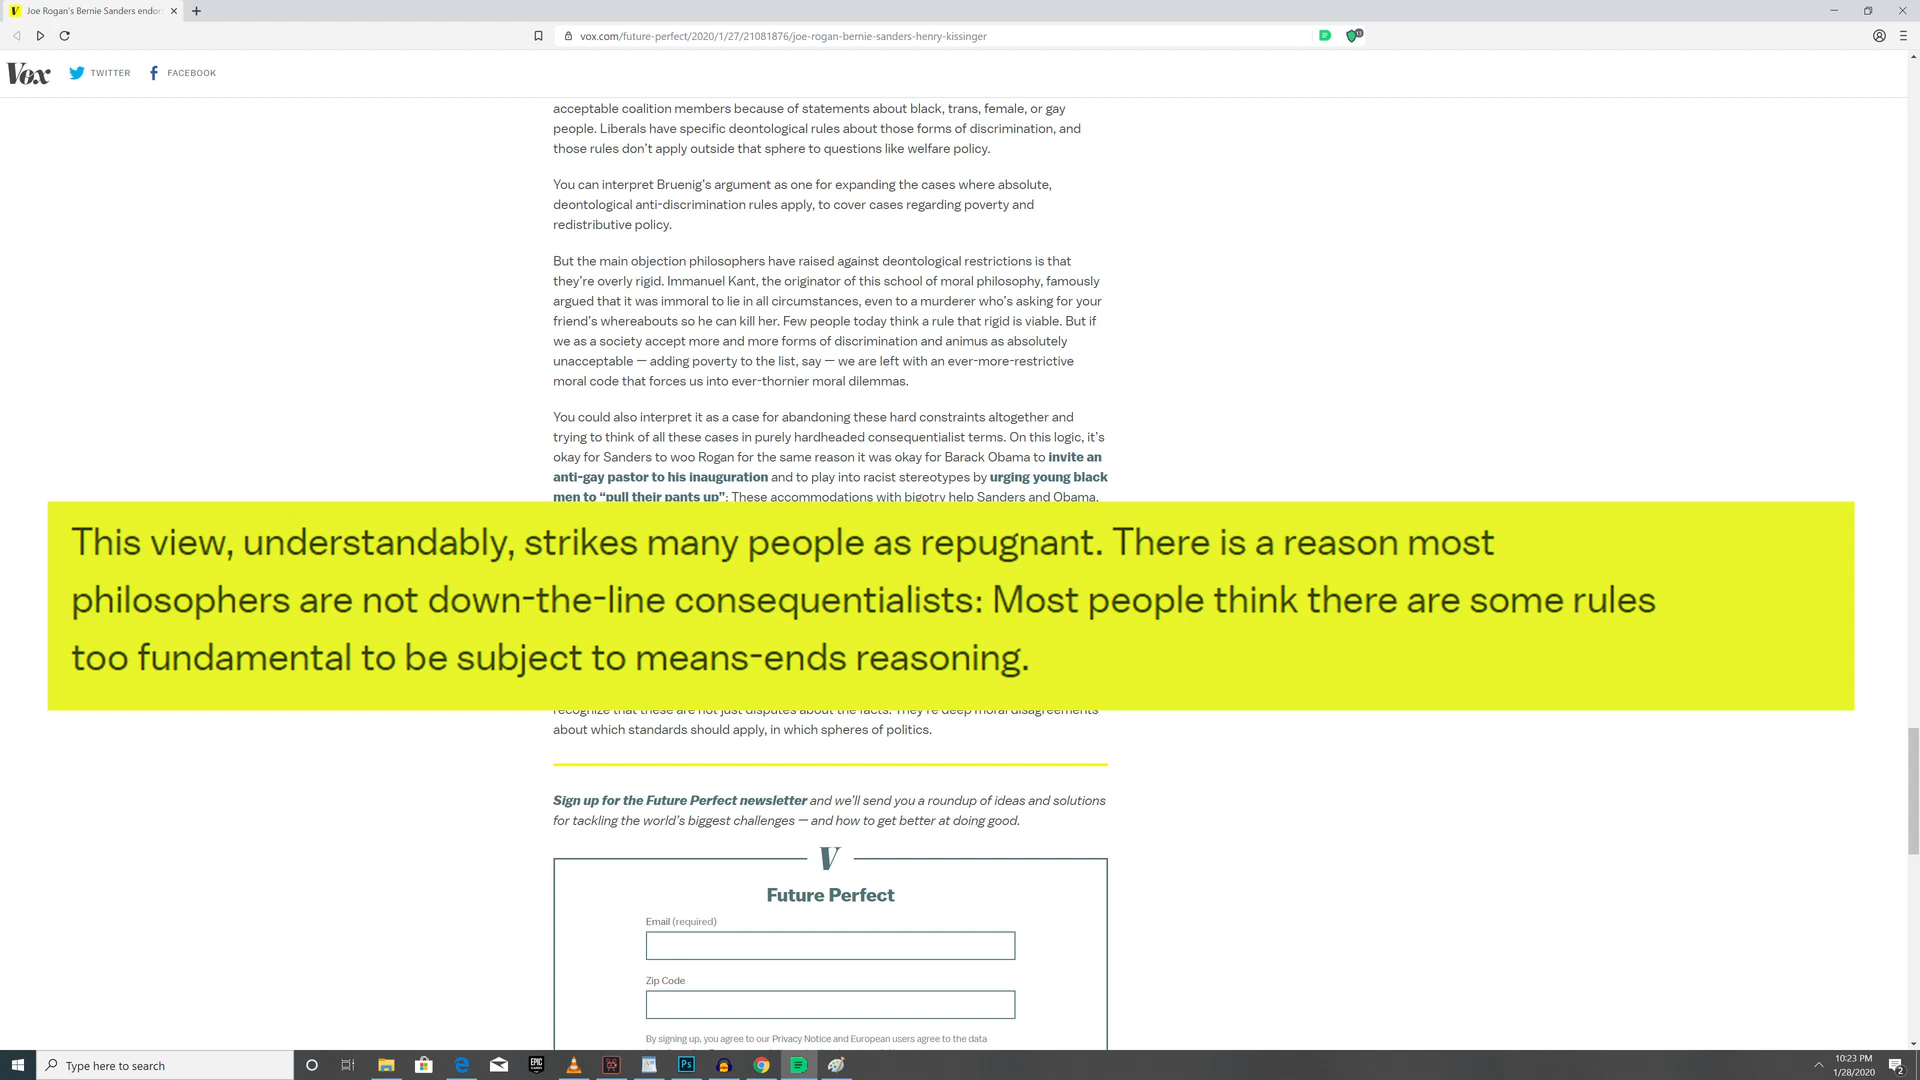 Joe Rogan's Bernie Sanders endor
vox.com/future-perfect/2020/1/27/21081876/joe-rogan-bernie-sanders-henry-kissinger
Vox TWITTER FACEBOOK
acceptable coalition members because of statements about black, trans, female, or gay
people. Liberals have specific deontological rules about those forms of discrimination, and
those rules don't apply outside that sphere to questions like welfare policy.
You can interpret Bruenig's argument as one for expanding the cases where absolute,
deontological anti-discrimination rules apply, to cover cases regarding poverty and
redistributive policy.
But the main objection philosophers have raised against deontological restrictions is that
they're overly rigid. Immanuel Kant, the originator of this school of moral philosophy, famously
argued that it was immoral to lie in all circumstances, even to a murderer who's asking for your
friend's whereabouts so he can kill her. Few people today think a rule that rigid is viable. But if
we as a society accept more and more forms of discrimination and animus as absolutely
unacceptable — adding poverty to the list, say — we are left with an ever-more-restrictive
moral code that forces us into ever-thornier moral dilemmas.
You could also interpret it as a case for abandoning these hard constraints altogether and
trying to think of all these cases in purely hardheaded consequentialist terms. On this logic, it's
okay for Sanders to woo Rogan for the same reason it was okay for Barack Obama to invite an
anti-gay pastor to his inauguration and to play into racist stereotypes by urging young black
men to “pull their pants up”: These accommodations with bigotry help Sanders and Obama,
This view, understandably, strikes many people as repugnant. There is a reason most
philosophers are not down-the-line consequentialists: Most people think there are some rules
too fundamental to be subject to means-ends reasoning.
recognize that these are not just disputes about the facts. They're deep moral disagreements
about which standards should apply, in which spheres of politics.
Sign up for the Future Perfect newsletter and we'll send you a roundup of ideas and solutions
for tackling the world's biggest challenges — and how to get better at doing good.
V
Future Perfect
Email (required)
Zip Code
By signing up, you agree to our Privacy Notice and European users agree to the data
Type here to search
EPIC
Ps
10:23 PM
1/28/2020
2